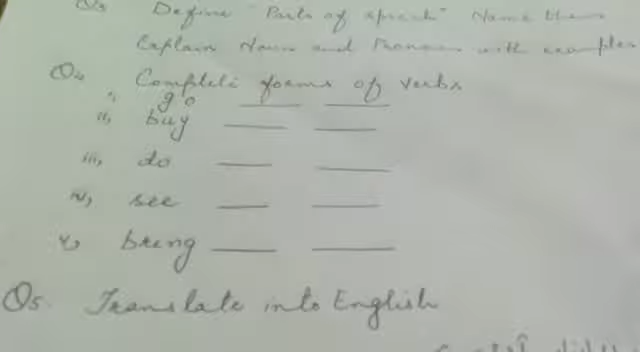 Q3 Define "Parts of speech" Name them
Explain Noun and Pronoun with examples
Q4 Complete forms of verbs
i, go
ii, buy
iii, do
iv, see
v, breng
Q5. Translate into English